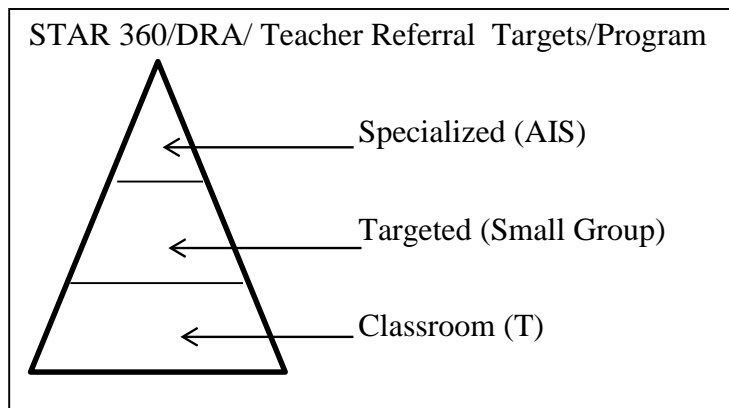 STAR 360/DRA/ Teacher Referral  Targets/Program
Specialized (AIS)
Targeted (Small Group)
Classroom (T)